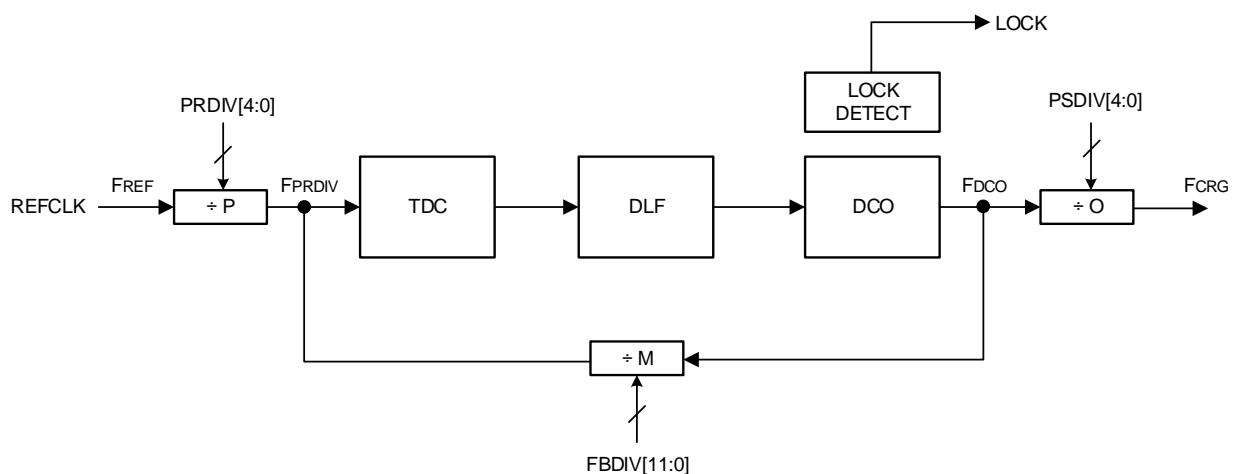 LOCK
LOCK
DETECT
PRDIV[4:0]
PSDIV[4:0]
REFCLK
FREF
÷ P
FPRDIV
TDC
DLF
DCO
FDCO
÷ O
FCRG
÷ M
FBDIV[11:0]